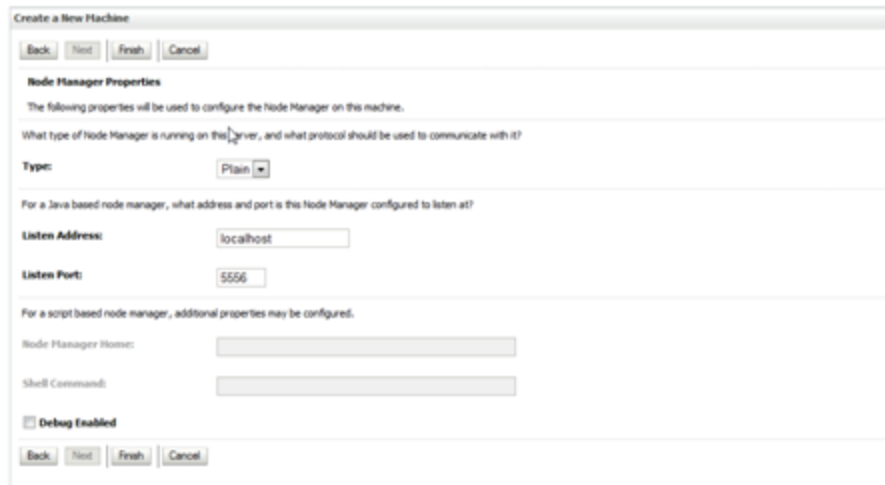 Create a New Machine
Back Next Finish Cancel
Node Manager Properties
The following properties will be used to configure the Node Manager on this machine.
What type of Node Manager is running on this server, and what protocol should be used to communicate with it?
Type: Plain
For a Java based node manager, what address and port is this Node Manager configured to listen at?
Listen Address: localhost
Listen Port: 5556
For a script based node manager, additional properties may be configured.
Node Manager Home:
Shell Command:
Debug Enabled
Back Next Finish Cancel